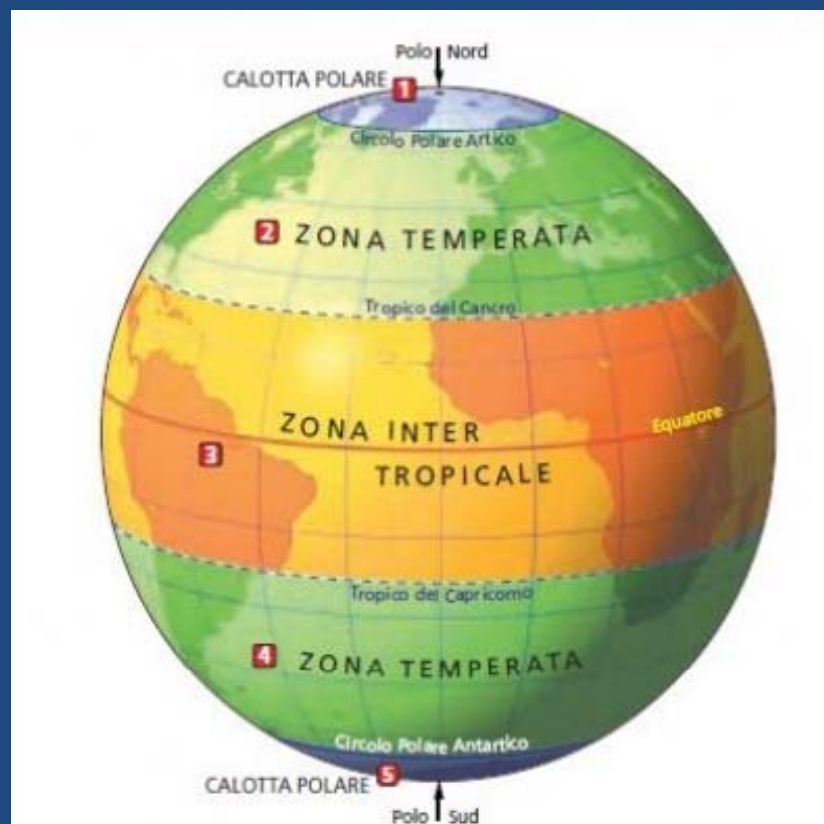 Polo Nord
CALOTTA POLARE 1
Circolo Polare Artico
2 ZONA TEMPERATA
Tropico del Cancro
ZONA INTER
TROPICALE
Equatore
3
Tropico del Capricorno
4 ZONA TEMPERATA
Circolo Polare Antartico
CALOTTA POLARE 5
Polo Sud